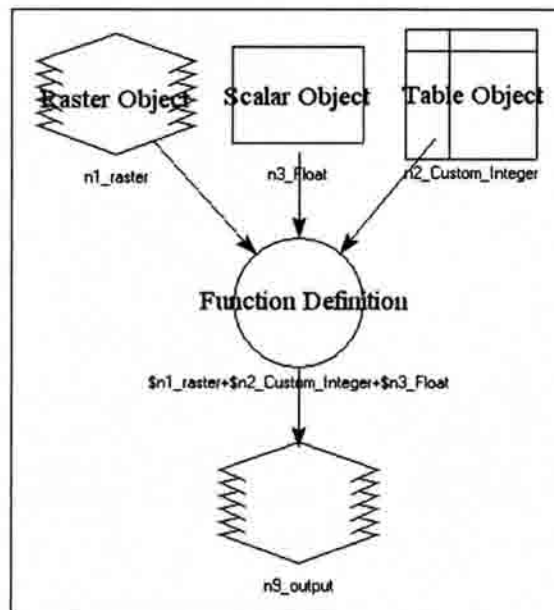 Raster Object
Scalar Object
Table Object
n1_raster
n3_Float
n2_Custom_Integer
Function Definition
$n1_raster+$n2_Custom_Integer+$n3_Float
n9_output